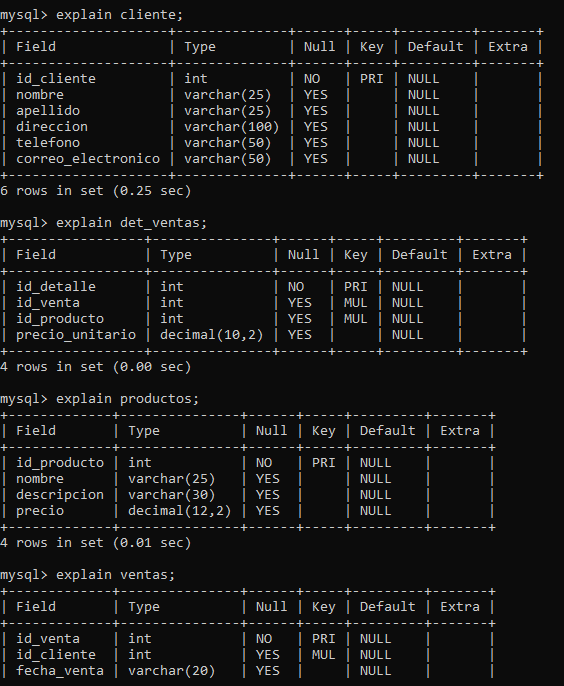 mysql> explain cliente;
+-------------------+--------------+------+-----+---------+-------+
| Field             | Type         | Null | Key | Default | Extra |
+-------------------+--------------+------+-----+---------+-------+
| id_cliente         | int          | NO   | PRI | NULL    |       |
| nombre             | varchar(25)  | YES  |     | NULL    |       |
| apellido           | varchar(25)  | YES  |     | NULL    |       |
| direccion          | varchar(100) | YES  |     | NULL    |       |
| telefono           | varchar(50)  | YES  |     | NULL    |       |
| correo_electronico | varchar(50)  | YES  |     | NULL    |       |
+--------------------+--------------+------+-----+---------+-------+
6 rows in set (0.25 sec)
mysql> explain det_ventas;
+-----------------+---------------+------+-----+---------+-------+
| Field           | Type          | Null | Key | Default | Extra |
+-----------------+---------------+------+-----+---------+-------+
| id_detalle      | int           | NO   | PRI | NULL    |       |
| id_venta        | int           | YES  | MUL | NULL    |       |
| id_producto     | int           | YES  | MUL | NULL    |       |
| precio_unitario | decimal(10,2) | YES  |     | NULL    |       |
+-----------------+---------------+------+-----+---------+-------+
4 rows in set (0.00 sec)
mysql> explain productos;
+-------------+---------------+------+-----+---------+-------+
| Field       | Type          | Null | Key | Default | Extra |
+-------------+---------------+------+-----+---------+-------+
| id_producto | int           | NO   | PRI | NULL    |       |
| nombre      | varchar(25)   | YES  |     | NULL    |       |
| descripcion | varchar(30)   | YES  |     | NULL    |       |
| precio      | decimal(12,2) | YES  |     | NULL    |       |
+-------------+---------------+------+-----+---------+-------+
4 rows in set (0.01 sec)
mysql> explain ventas;
+-------------+-------------+------+-----+---------+-------+
| Field       | Type        | Null | Key | Default | Extra |
+-------------+-------------+------+-----+---------+-------+
| id_venta    | int         | NO   | PRI | NULL    |       |
| id_cliente  | int         | YES  | MUL | NULL    |       |
| fecha_venta | varchar(20) | YES  |     | NULL    |       |